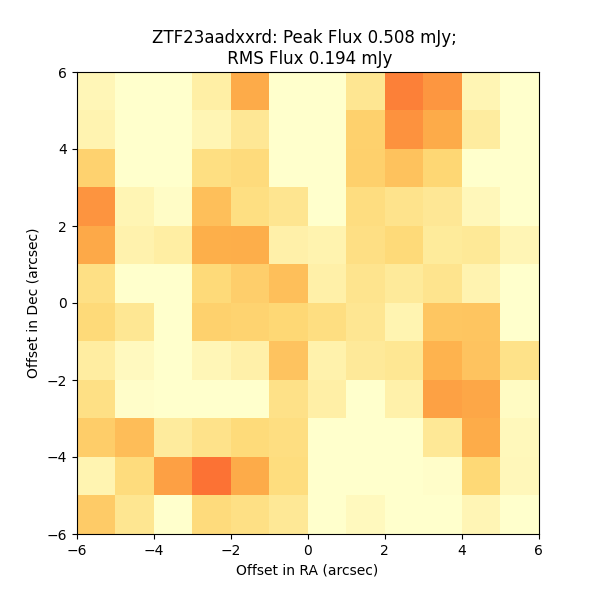 ZTF23aadxxrd: Peak Flux 0.508 mJy;
RMS Flux 0.194 mJy
6
4
2
0
−2
−4
−6
Offset in Dec (arcsec)
−6 −4 −2 0 2 4 6
Offset in RA (arcsec)